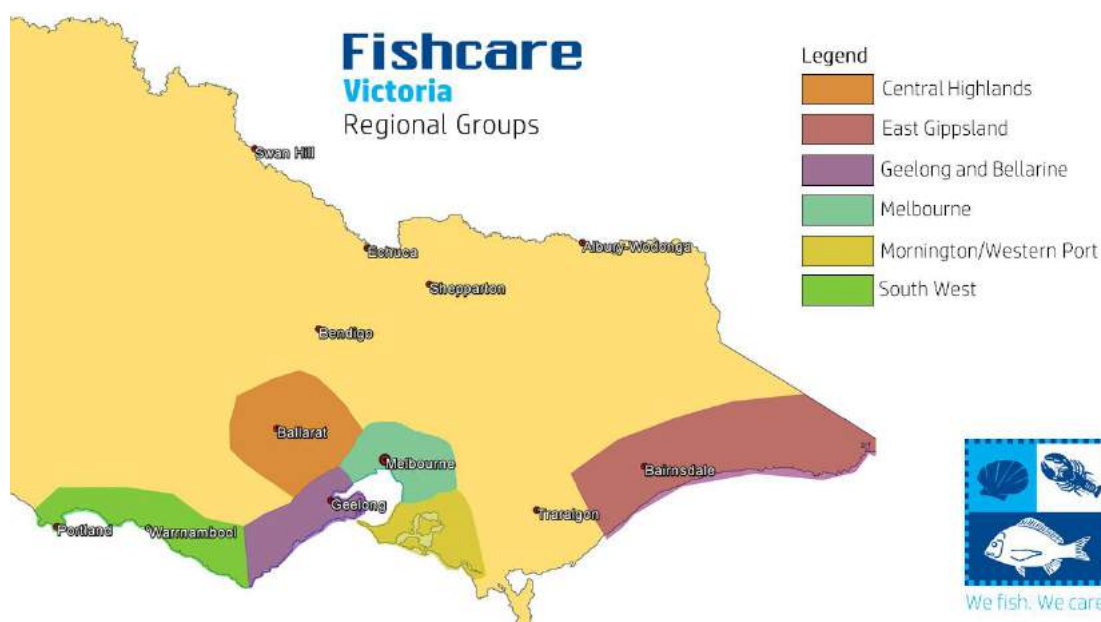 Fishcare
Victoria
Regional Groups
Legend
Central Highlands
East Gippsland
Geelong and Bellarine
Melbourne
Mornington/Western Port
South West
Swan Hill
Echuca
Albury-Wodonga
Shepparton
Bendigo
Ballarat
Melbourne
Bairnsdale
Geelong
Traralgon
Portland
Warrnambool
We fish. We care